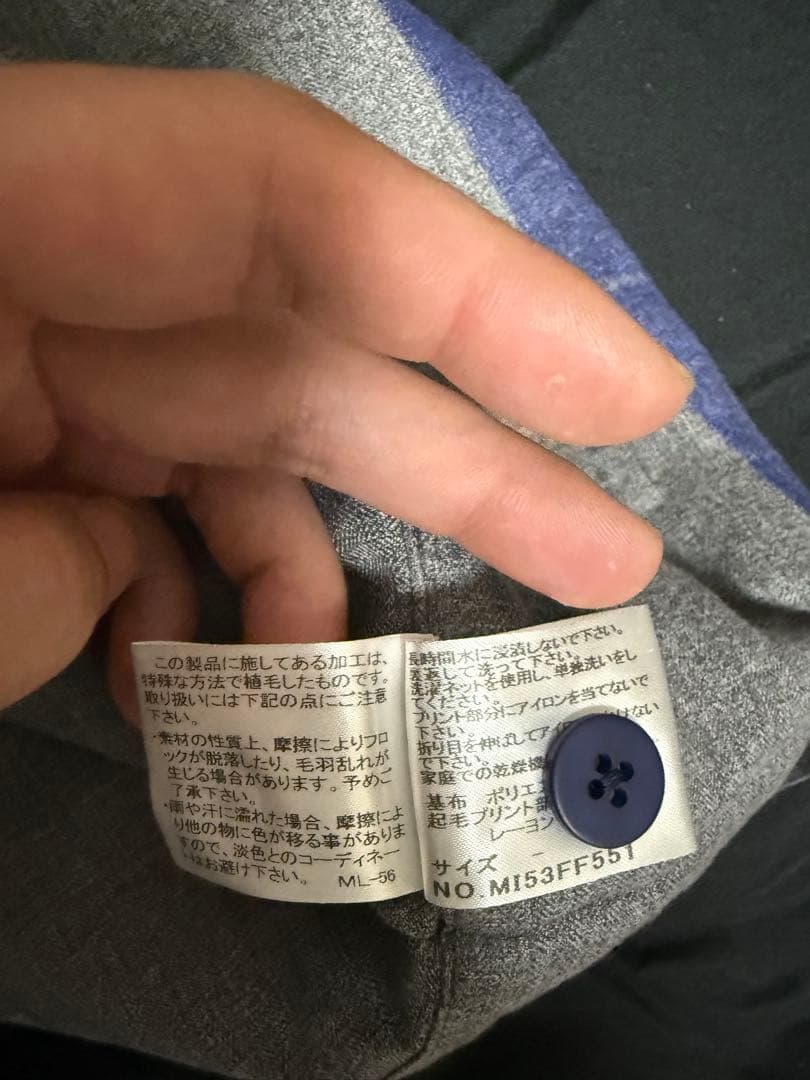 この製品に施してある加工は、
特殊な方法で植毛したものです。
取り扱いには下記の点にご注意
下さい。
・素材の性質上、摩擦によりフロ
ックが脱落したり、毛羽乱れが
生じる場合があります。予めご
了承下さい。
・雨や汗に濡れた場合、摩擦によ
り他の物に色が移る事がありま
すので、淡色とのコーディネー
はお避け下さい。
ML-56
長時間水に浸漬しないで下さい。
裏返して洗って下さい。
洗濯ネットを使用し、単独洗いをし
てください。
プリント部分にアイロンを当てないで
下さい。
折り目を伸ばしてアイ けない
で下さい。
家庭での乾燥機
基布 ポリエ
起毛プリント部
レーヨン
サイズ -
NO.MI53FF551